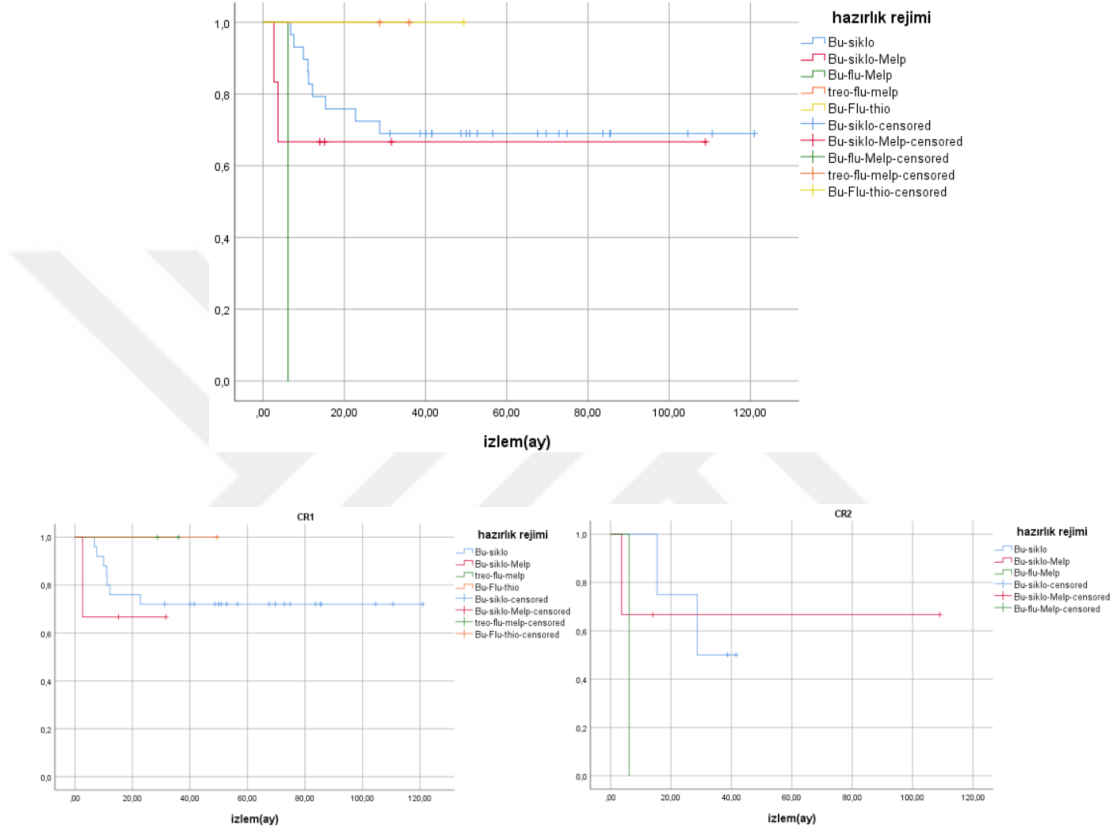 hazırlık rejimi
Bu-siklo
Bu-siklo-Melp
Bu-flu-Melp
treo-flu-melp
Bu-Flu-thio
Bu-siklo-censored
Bu-siklo-Melp-censored
Bu-flu-Melp-censored
treo-flu-melp-censored
Bu-Flu-thio-censored
1,0
0,8
0,6
0,4
0,2
0,0
,00 20,00 40,00 60,00 80,00 100,00 120,00
izlem(ay)
CR1
hazırlık rejimi
Bu-siklo
Bu-siklo-Melp
treo-flu-melp
Bu-Flu-thio
Bu-siklo-censored
Bu-siklo-Melp-censored
treo-flu-melp-censored
Bu-Flu-thio-censored
1,0
0,8
0,6
0,4
0,2
0,0
,00 20,00 40,00 60,00 80,00 100,00 120,00
izlem(ay)
CR2
hazırlık rejimi
Bu-siklo
Bu-siklo-Melp
Bu-flu-Melp
Bu-siklo-censored
Bu-siklo-Melp-censored
Bu-flu-Melp-censored
1,0
0,8
0,6
0,4
0,2
0,0
,00 20,00 40,00 60,00 80,00 100,00 120,00
izlem(ay)